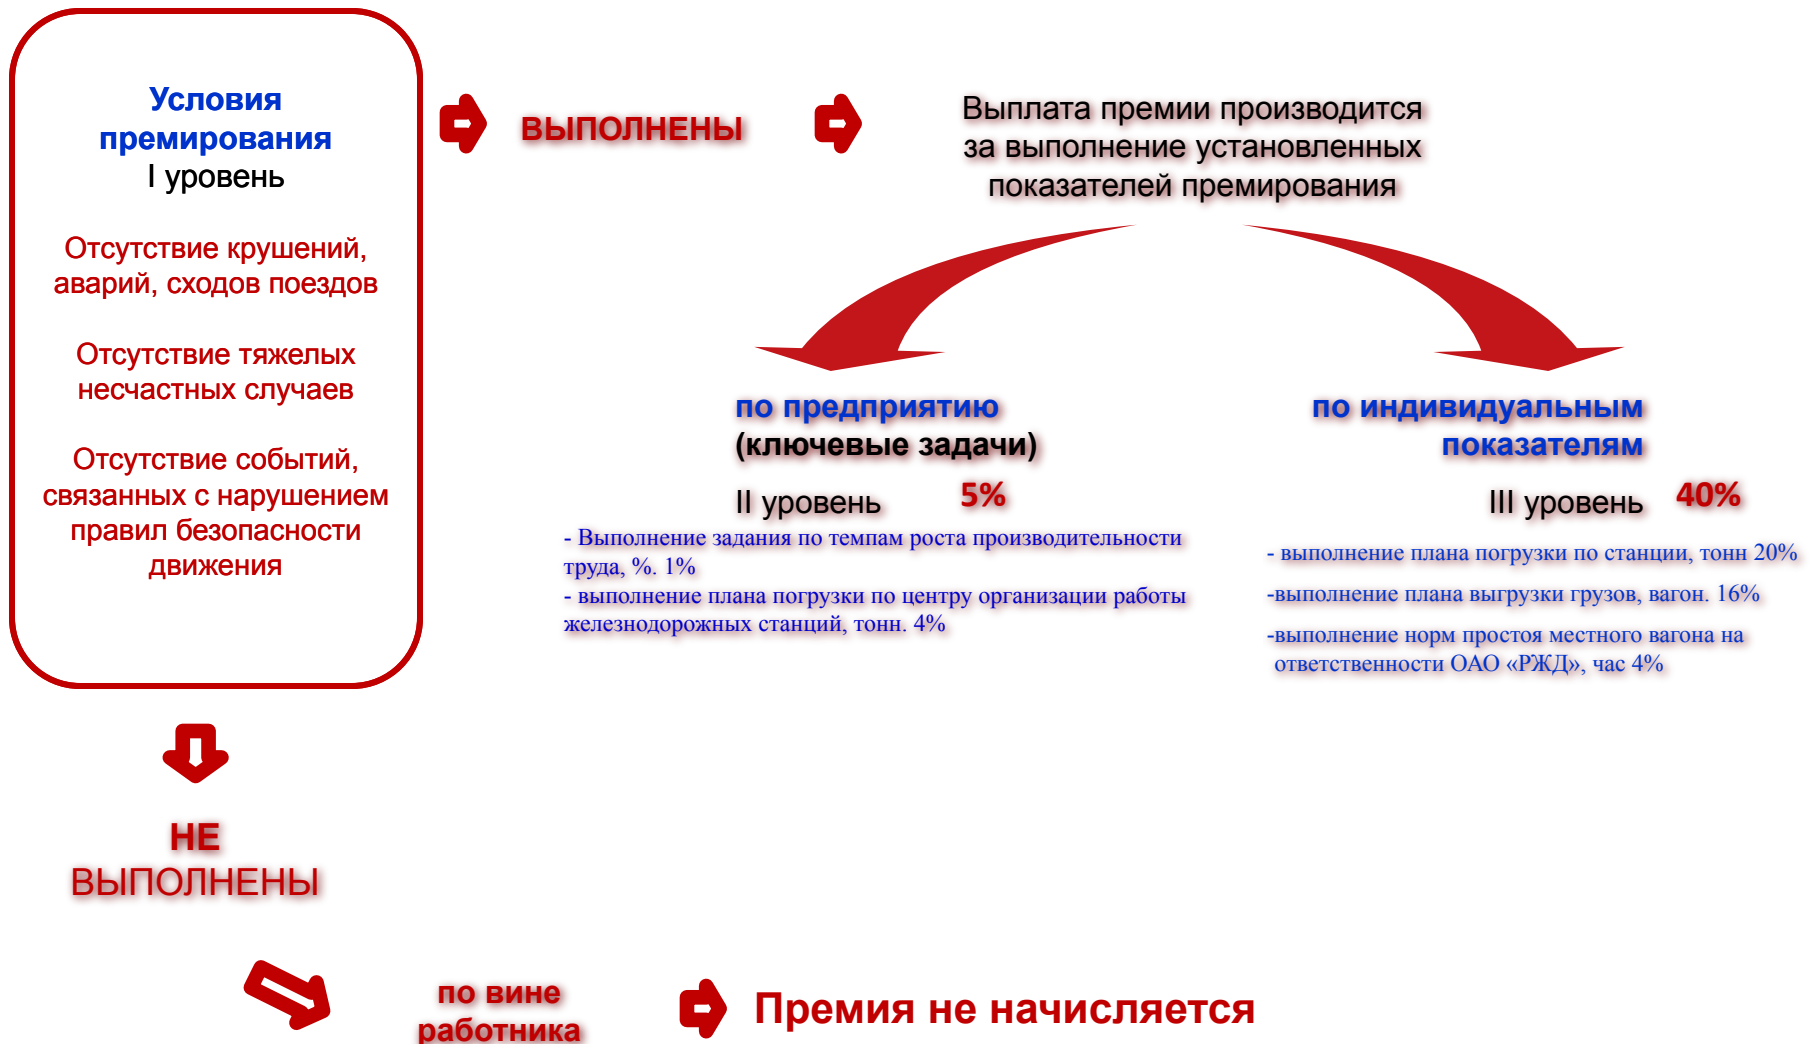 Условия
премирования
I уровень
Отсутствие крушений,
аварий, сходов поездов
Отсутствие тяжелых
несчастных случаев
Отсутствие событий,
связанных с нарушением
правил безопасности
движения
ВЫПОЛНЕНЫ
Выплата премии производится
за выполнение установленных
показателей премирования
по предприятию
(ключевые задачи)
II уровень 5%
- Выполнение задания по темпам роста производительности
труда, %. 1%
- выполнение плана погрузки по центру организации работы
железнодорожных станций, тонн. 4%
по индивидуальным
показателям
III уровень 40%
- выполнение плана погрузки по станции, тонн 20%
-выполнение плана выгрузки грузов, вагон. 16%
-выполнение норм простоя местного вагона на
ответственности ОАО «РЖД», час 4%
НЕ
ВЫПОЛНЕНЫ
по вине
работника
Премия не начисляется